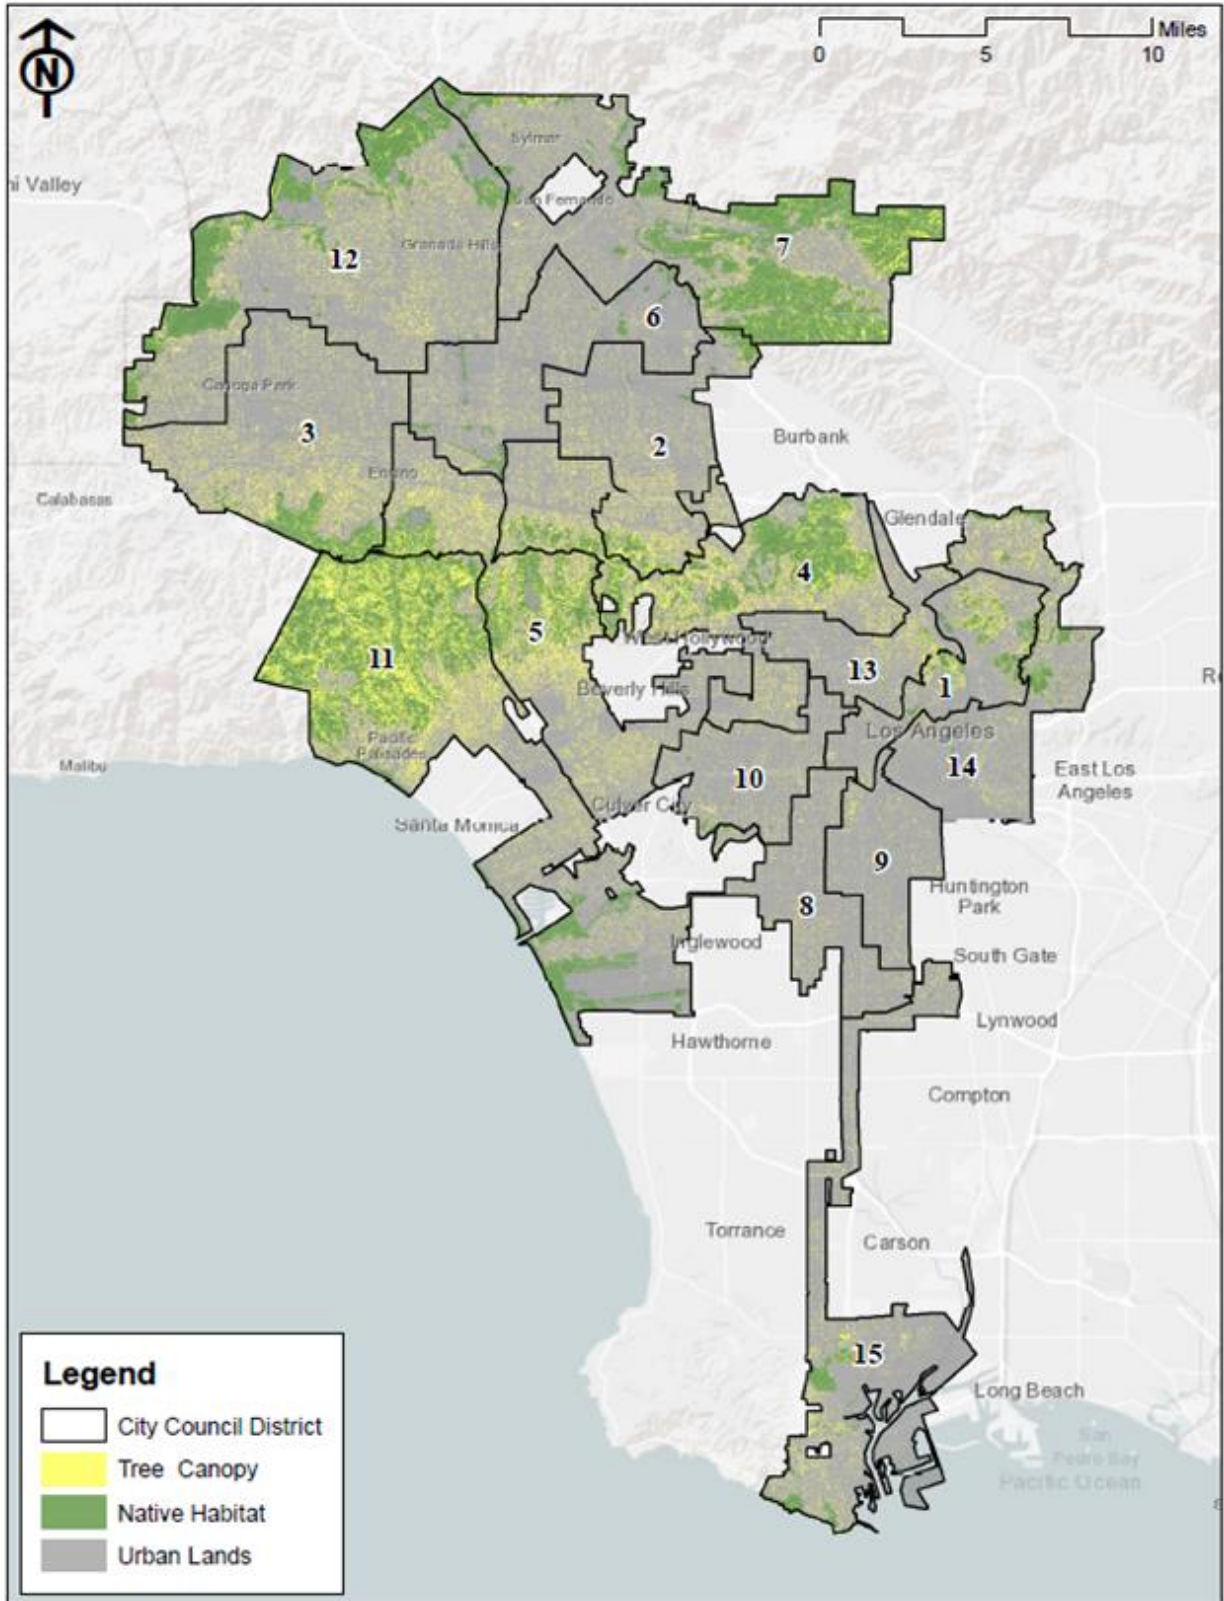 N
Miles
0 5 10
Sylmar
ni Valley
San Fernando
Granada Hills
7
12
6
Canoga Park
3
Burbank
2
Encino
Calabasas
Glendale
4
5
West Hollywood
11
13
Beverly Hills
1
Los Angeles
Pacific
Palisades
Malibu
14
East Los
Angeles
10
Culver City
Santa Monica
9
Huntington
Park
8
Inglewood
South Gate
Lynwood
Hawthorne
Compton
Torrance
Carson
15
Long Beach
San
Pedro Bay
Pacific Ocean
Legend
City Council District
Tree Canopy
Native Habitat
Urban Lands